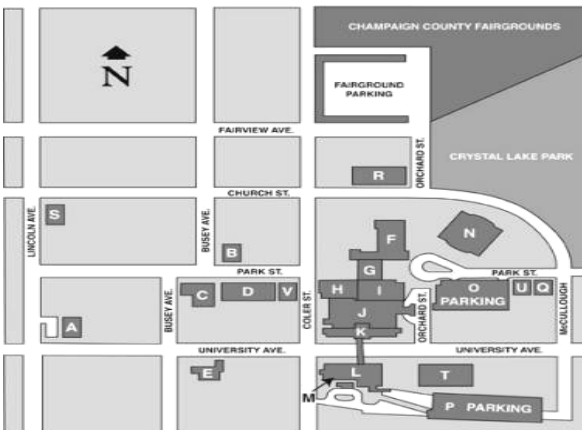 CHAMPAIGN COUNTY FAIRGROUNDS
N
FAIRGROUND
PARKING
FAIRVIEW AVE.
CRYSTAL LAKE PARK
R
ORCHARD ST.
CHURCH ST.
LINCOLN AVE.
S
BUSEY AVE.
B
F
N
G
PARK ST.
PARK ST.
BUSEY AVE.
C
D
V
COLER ST.
H
I
J
K
ORCHARD ST.
O
PARKING
U
Q
McCULLOUGH
A
UNIVERSITY AVE.
UNIVERSITY AVE.
E
L
M
T
P PARKING